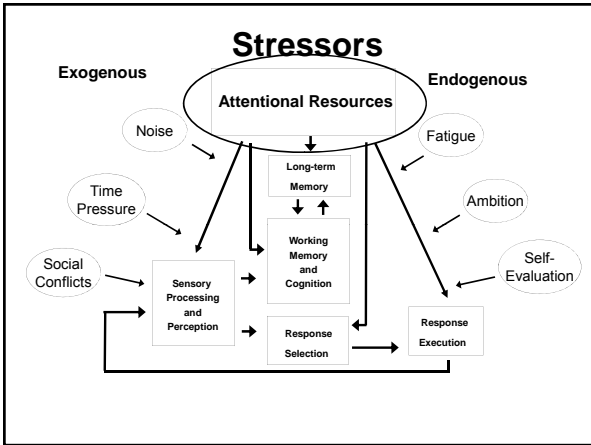 Stressors
Exogenous
Endogenous
Attentional Resources
Noise
Fatigue
Long-term
Memory
Time
Pressure
Ambition
Working
Memory
and
Cognition
Social
Conflicts
Self-
Evaluation
Sensory
Processing
and
Perception
Response
Selection
Response
Execution